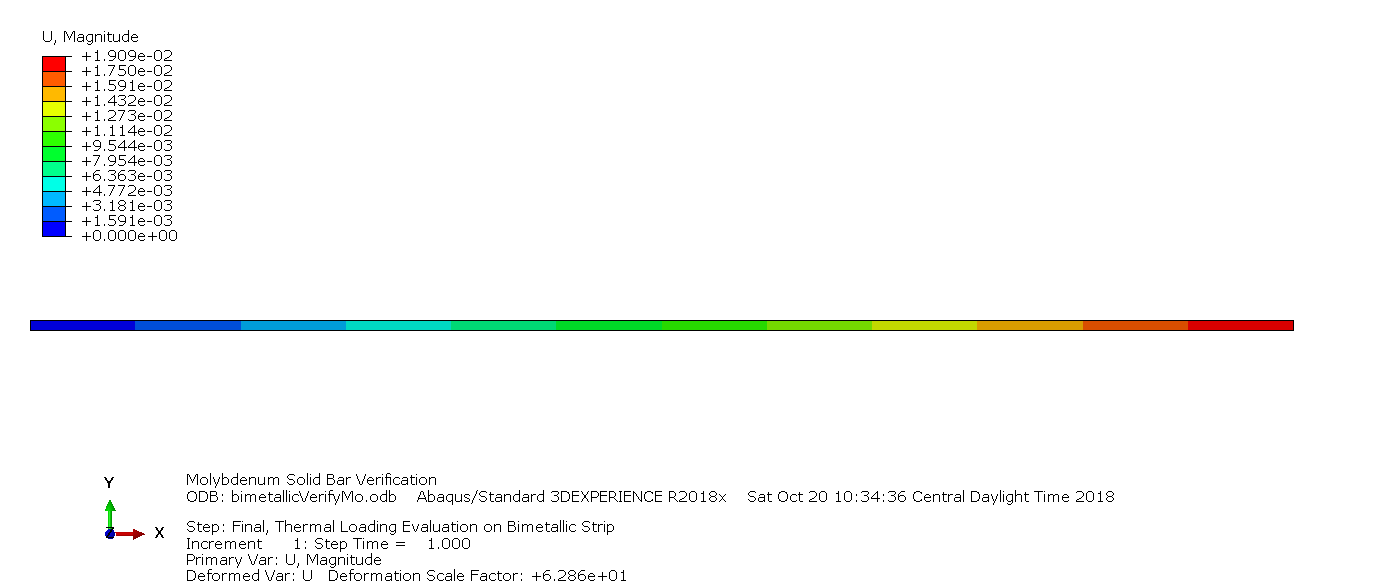 U, Magnitude
+1.909e-02
+1.750e-02
+1.591e-02
+1.432e-02
+1.273e-02
+1.114e-02
+9.544e-03
+7.954e-03
+6.363e-03
+4.772e-03
+3.181e-03
+1.591e-03
+0.000e+00
Y
X
Z
Molybdenum Solid Bar Verification
ODB: bimetallicVerifyMo.odb Abaqus/Standard 3DEXPERIENCE R2018x Sat Oct 20 10:34:36 Central Daylight Time 2018
Step: Final, Thermal Loading Evaluation on Bimetallic Strip
Increment 1: Step Time = 1.000
Primary Var: U, Magnitude
Deformed Var: U Deformation Scale Factor: +6.286e+01